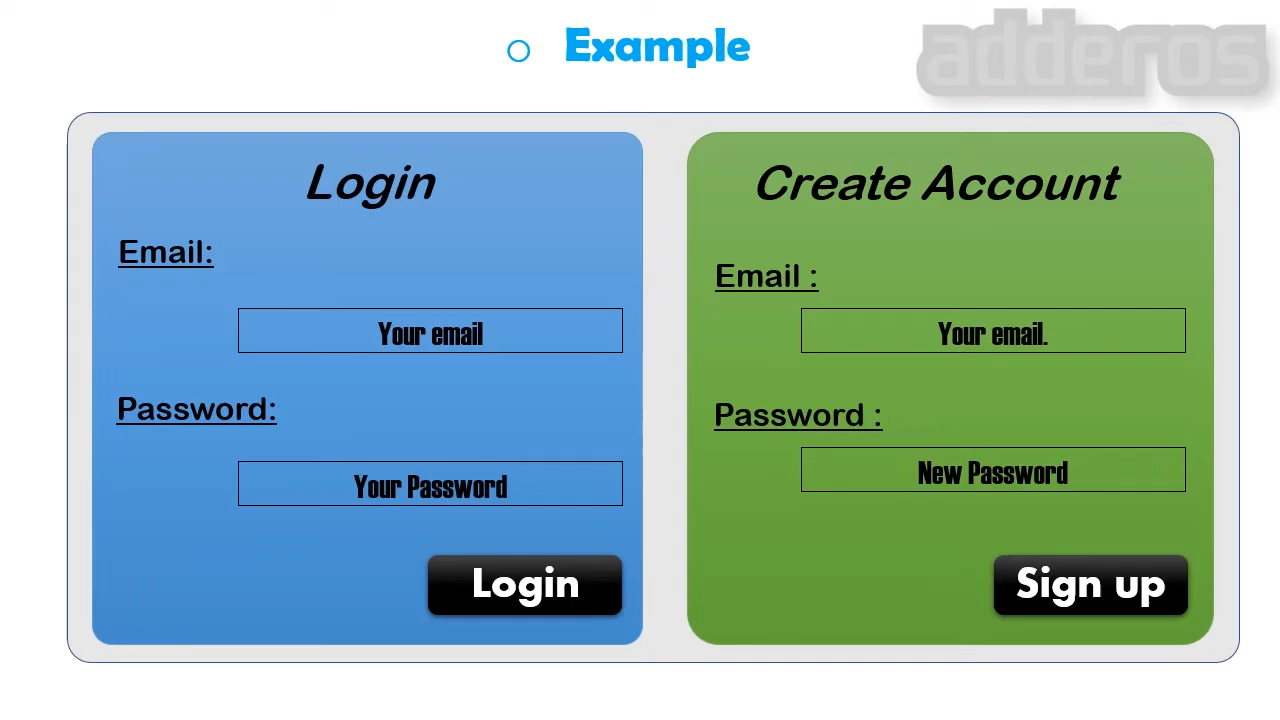 Example
adderos
Login
Email:
Your email
Password:
Your Password
Login
Create Account
Email :
Your email.
Password :
New Password
Sign up